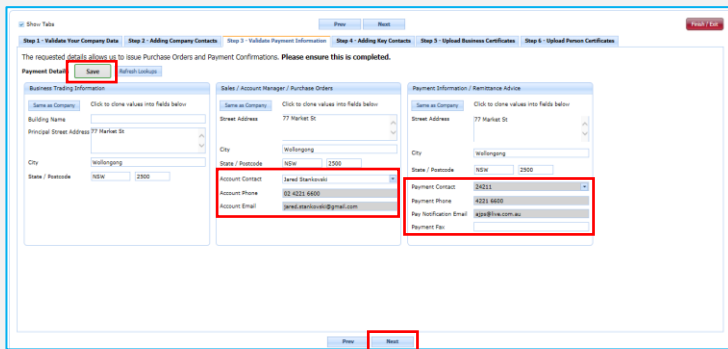 Show Tabs
Prev Next
Finish / Exit
Step 1 - Validate Your Company Data Step 2 - Adding Company Contacts Step 3 - Validate Payment Information Step 4 - Adding Key Contacts Step 5 - Upload Business Certificates Step 6 - Upload Person Certificates
The requested details allows us to issue Purchase Orders and Payment Confirmations. Please ensure this is completed.
Payment Details Save Refresh Lookups
Business Trading Information
Same as Company Click to clone values into fields below
Building Name
Principal Street Address 77 Market St
City Wollongong
State / Postcode NSW 2500
Sales / Account Manager / Purchase Orders
Same as Company Click to clone values into fields below
Street Address 77 Market St
City Wollongong
State / Postcode NSW 2500
Account Contact Jared Stankovski
Account Phone 02 4221 6600
Account Email jared.stankovski@gmail.com
Payment Information / Remittance Advice
Same as Company Click to clone values into fields below
Street Address 77 Market St
City Wollongong
State / Postcode NSW 2500
Payment Contact 24211
Payment Phone 4221 6600
Pay Notification Email ajps@live.com.au
Payment Fax
Prev Next